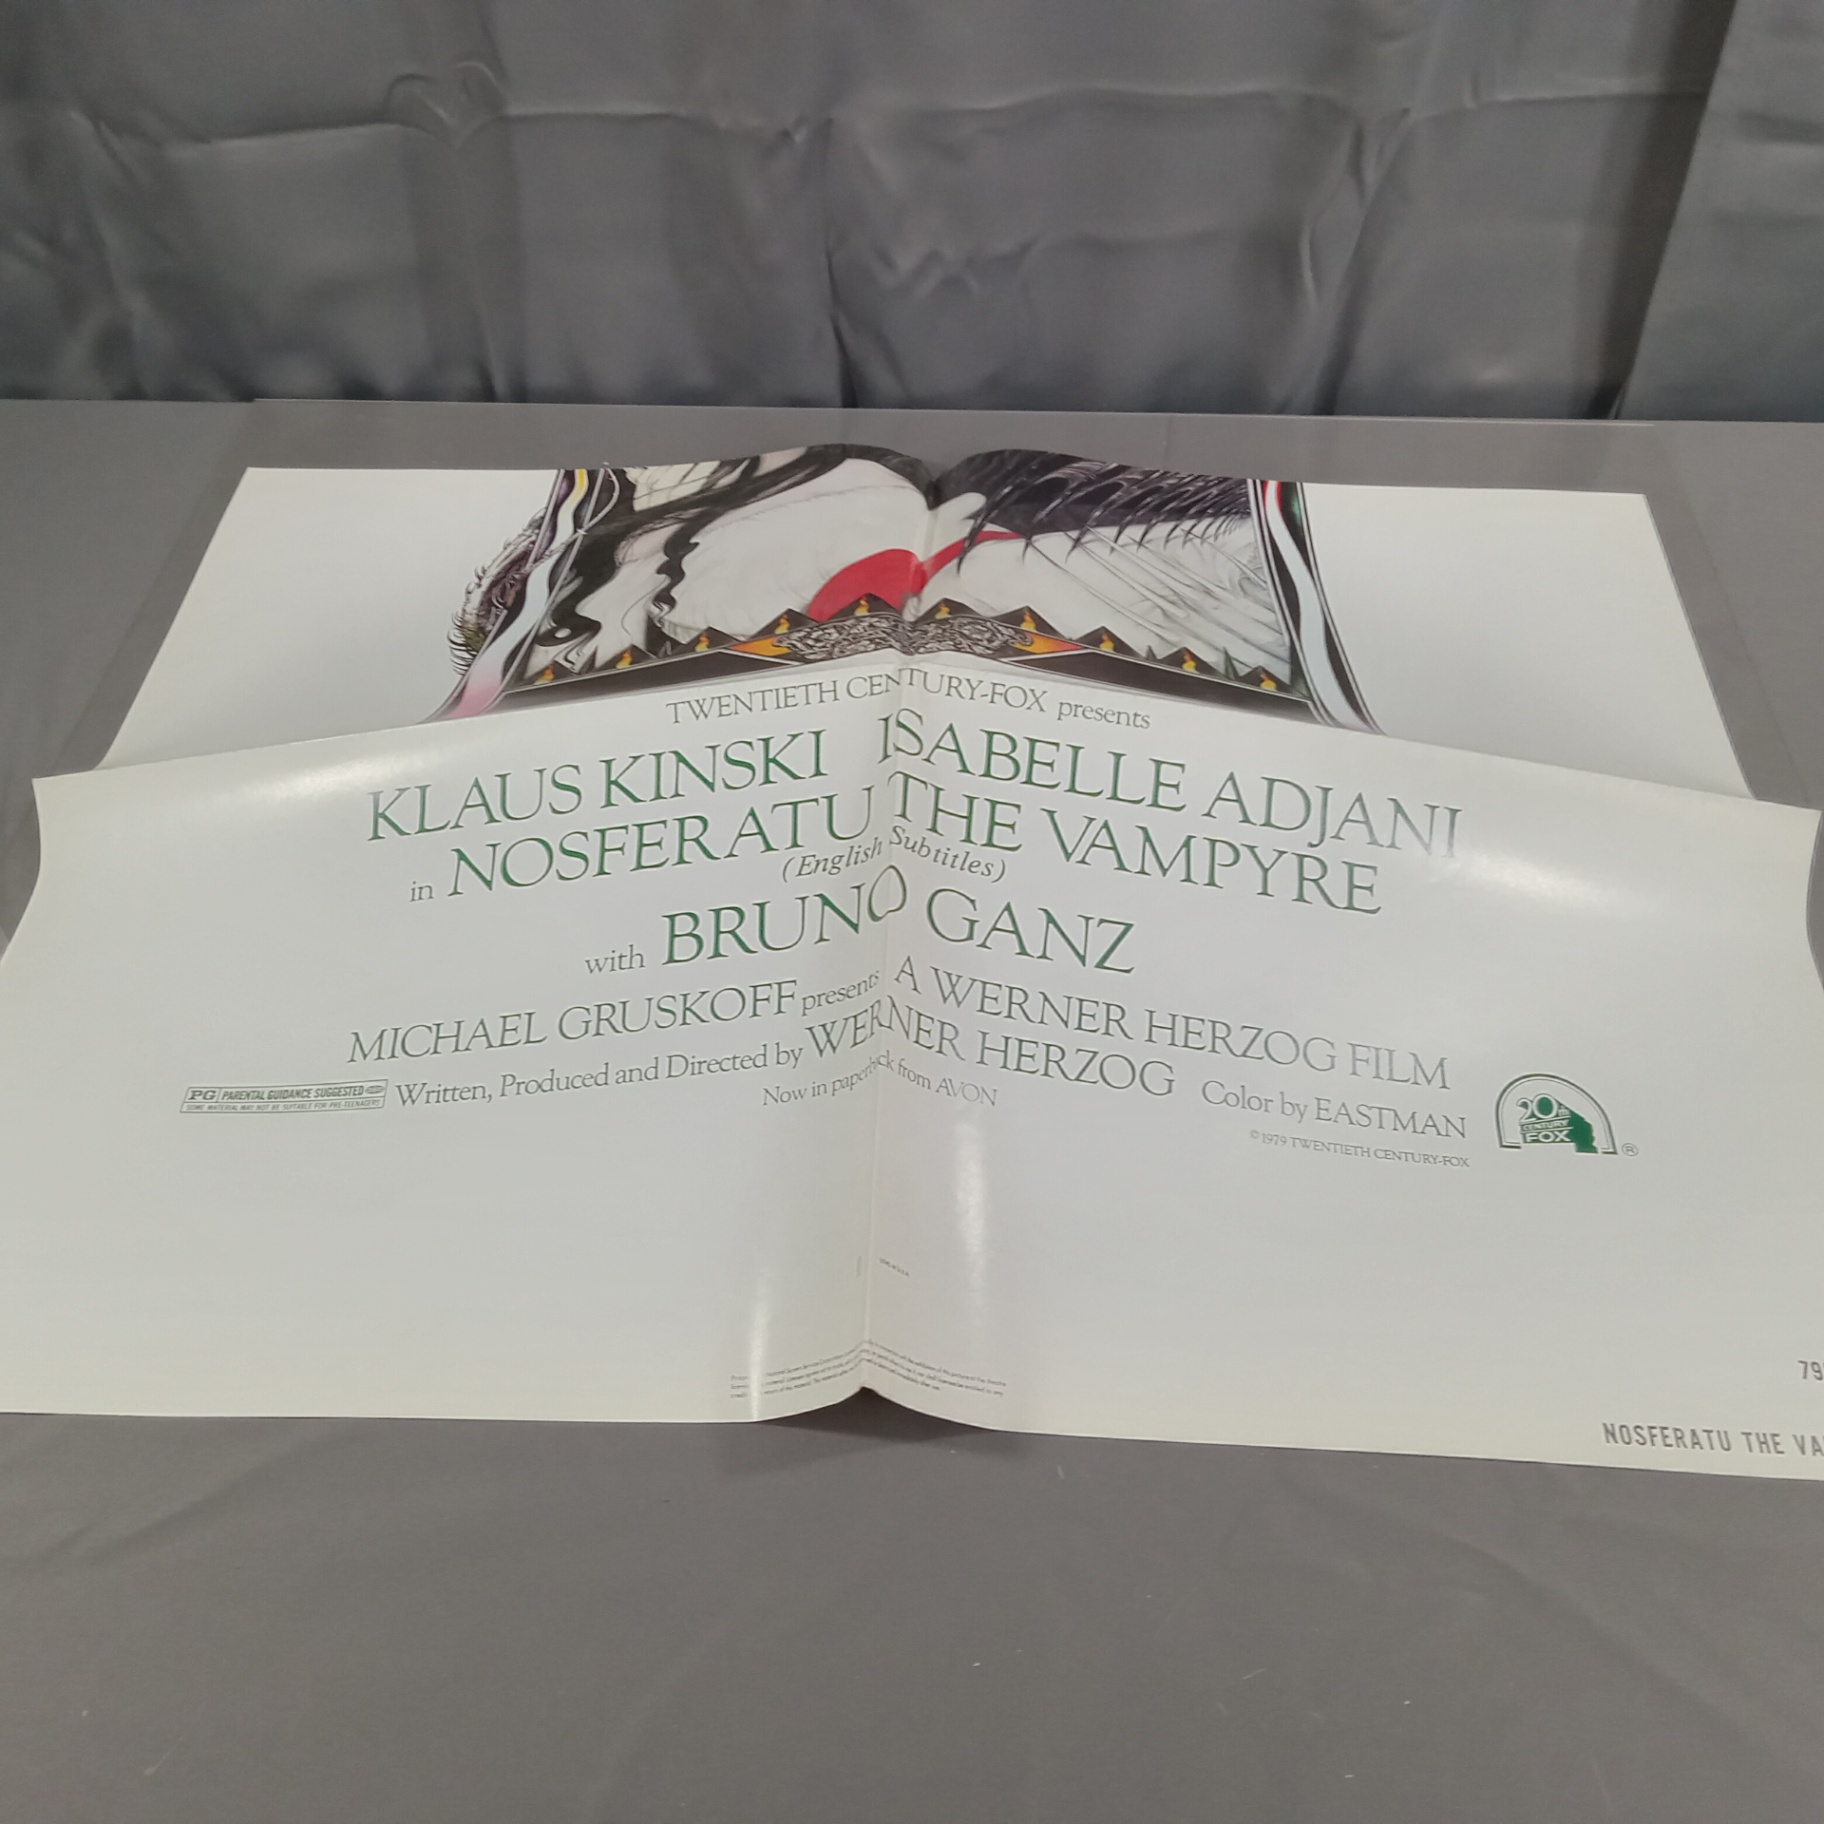 TWENTIETH CENTURY-FOX presents
KLAUS KINSKI ISABELLE ADJANI
in NOSFERATU THE VAMPYRE
(English Subtitles)
with BRUNO GANZ
MICHAEL GRUSKOFF presents A WERNER HERZOG FILM
Written, Produced and Directed by WERNER HERZOG Color by EASTMAN
PG PARENTAL GUIDANCE SUGGESTED
SOME MATERIAL MAY NOT BE SUITABLE FOR PRE-TEENAGERS
Now in paperback from AVON
© 1979 TWENTIETH CENTURY-FOX
20th
CENTURY
FOX
®
79
NOSFERATU THE VA